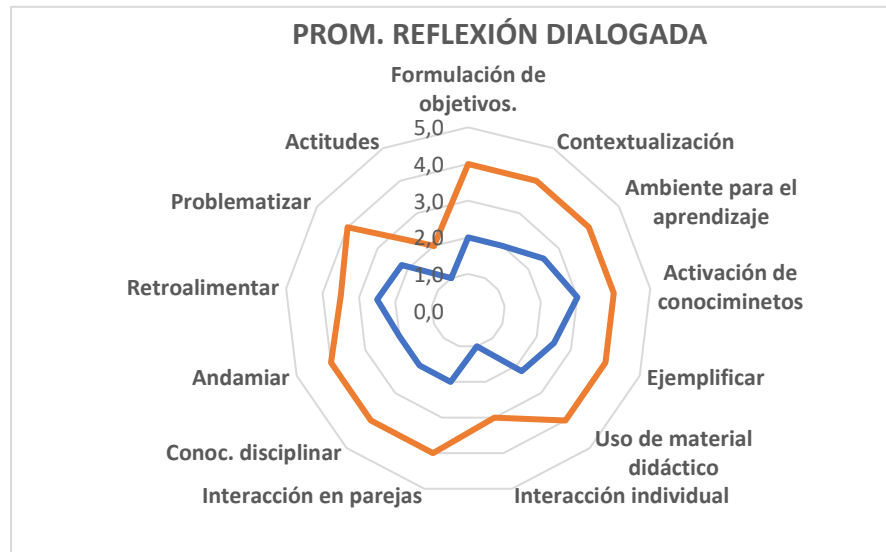 PROM. REFLEXIÓN DIALOGADA
Formulación de
objetivos.
Contextualización
Ambiente para el
aprendizaje
Activación de
conociminetos
Ejemplificar
Uso de material
didáctico
Interacción individual
Interacción en parejas
Conoc. disciplinar
Andamiar
Retroalimentar
Problematizar
Actitudes
5,0
4,0
3,0
2,0
1,0
0,0